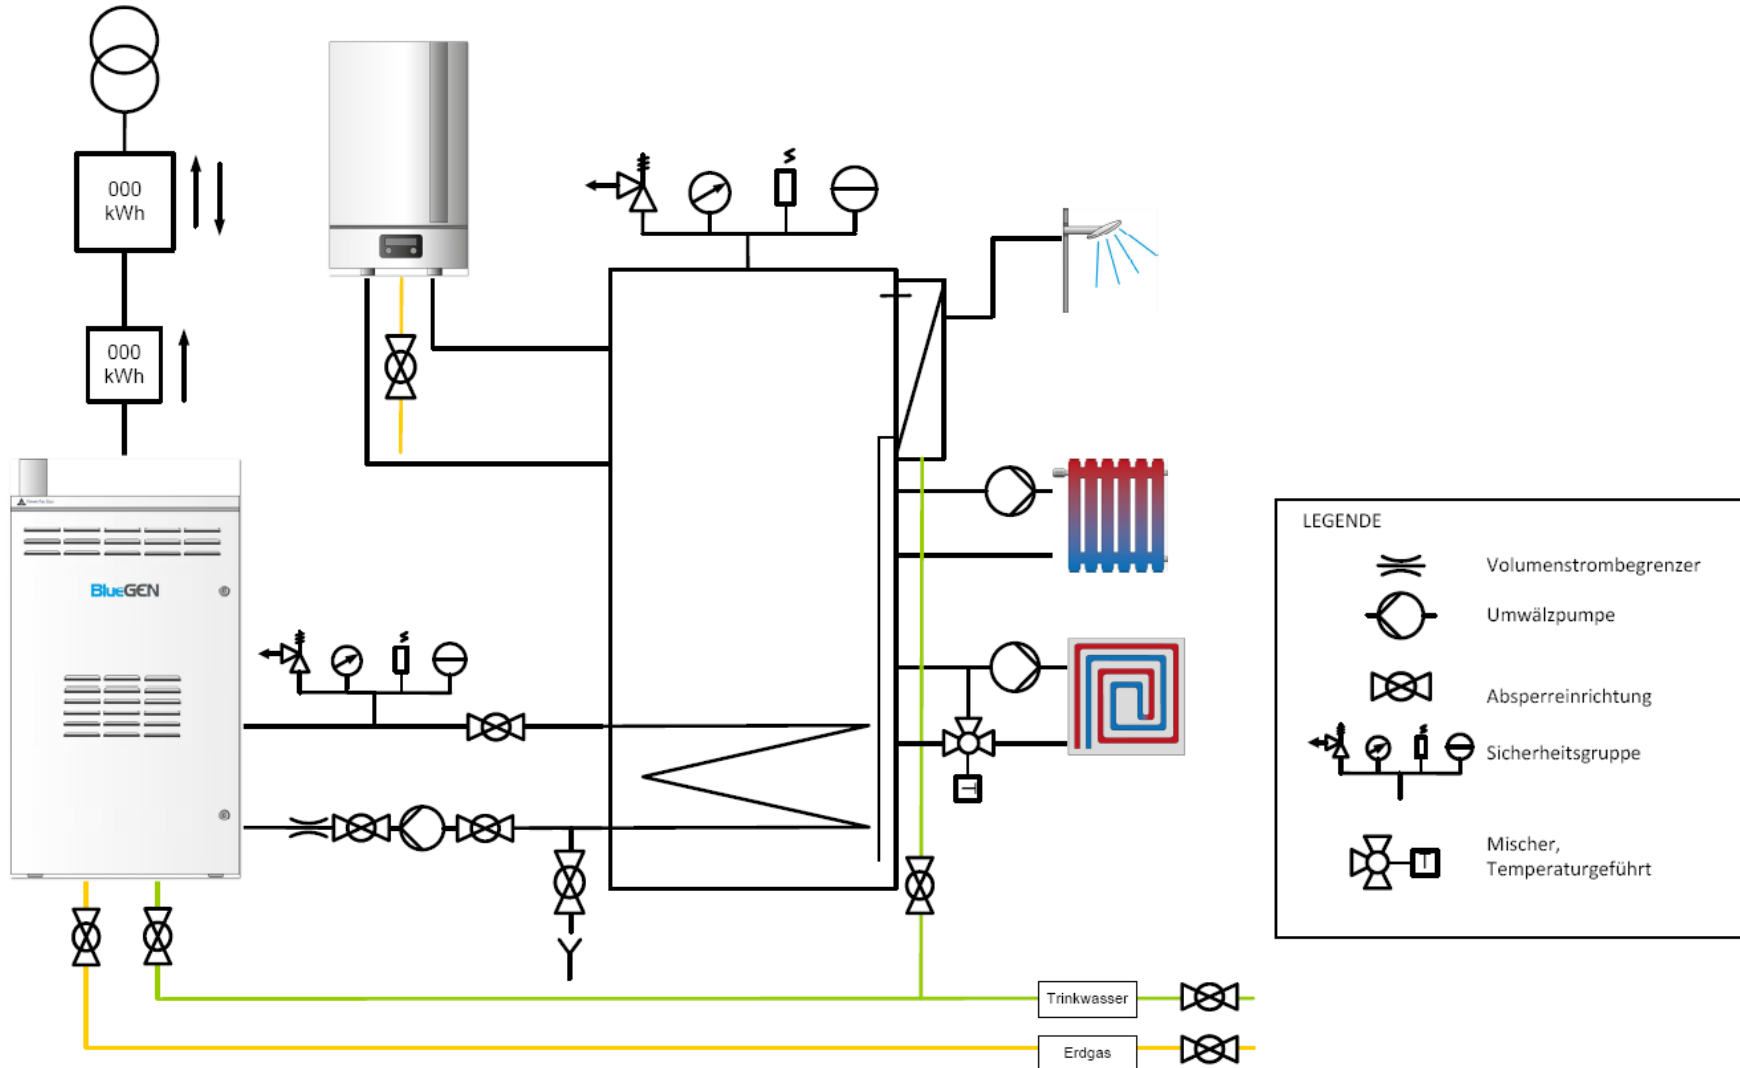 000
kWh
000
kWh
BlueGEN
T
LEGENDE
Volumenstrombegrenzer
Umwälzpumpe
Absperreinrichtung
Sicherheitsgruppe
Mischer,
Temperaturgeführt
T
Trinkwasser
Erdgas